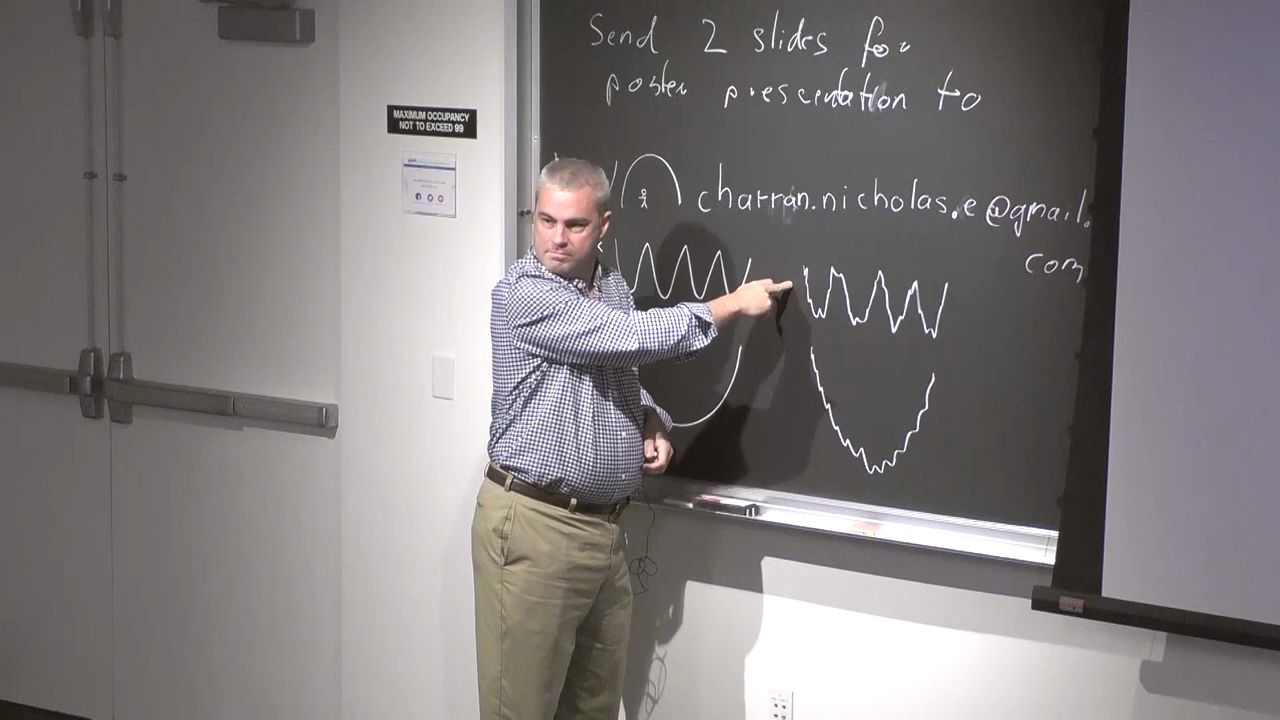 Send 2 slides for
poster presentation to
MAXIMUM OCCUPANCY
NOT TO EXCEED 99
charran.nicholas.e@gmail.
com